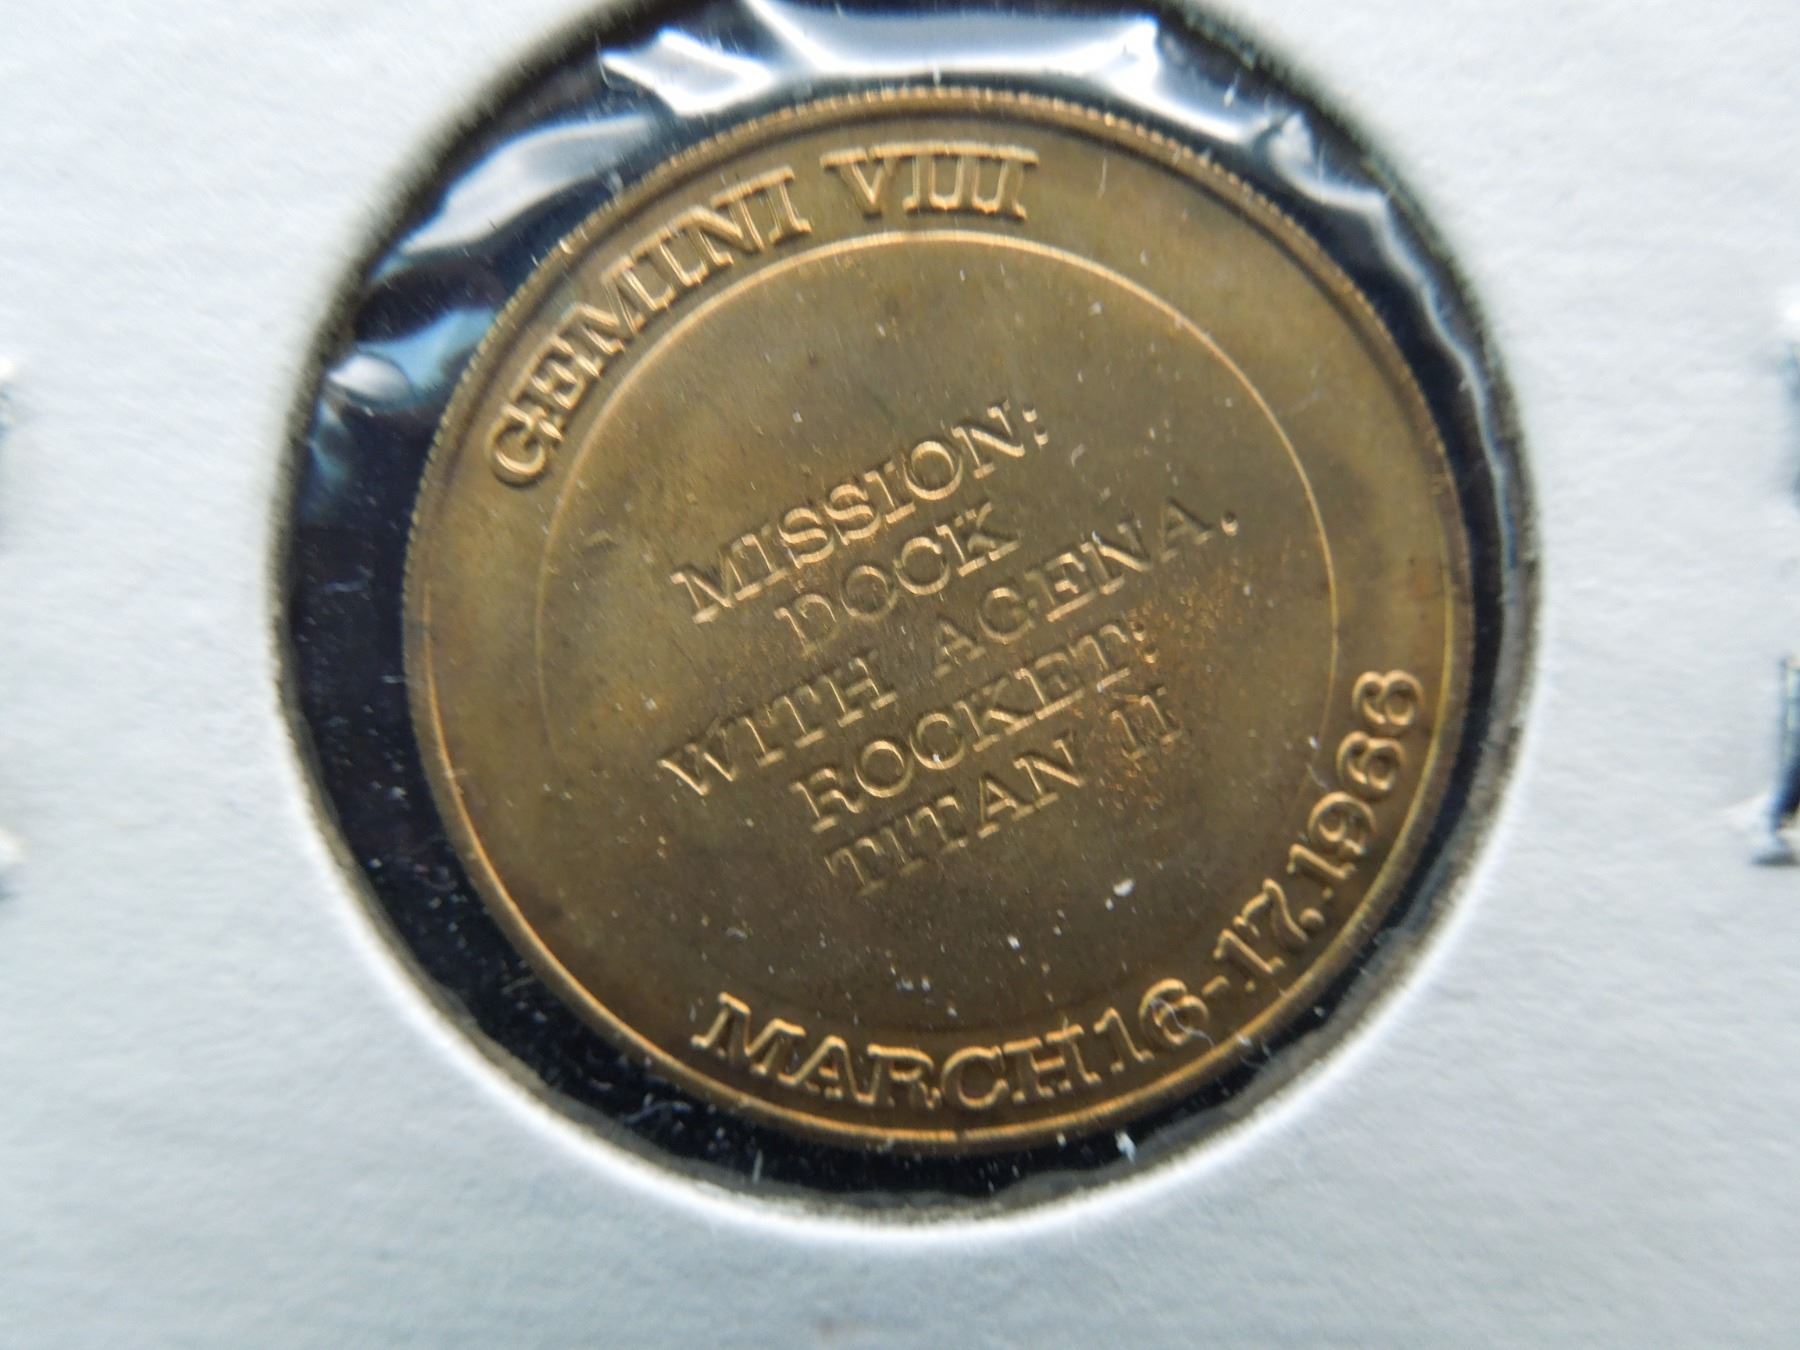 GEMINI VIII
MISSION:
DOCK
WITH AGENA.
ROCKET:
TITAN II
MARCH 16-17, 1966